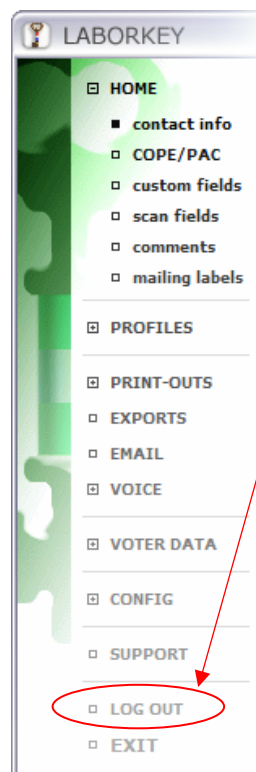 LABORKEY
HOME
contact info
COPE/PAC
custom fields
scan fields
comments
mailing labels
PROFILES
PRINT-OUTS
EXPORTS
EMAIL
VOICE
VOTER DATA
CONFIG
SUPPORT
LOG OUT
EXIT